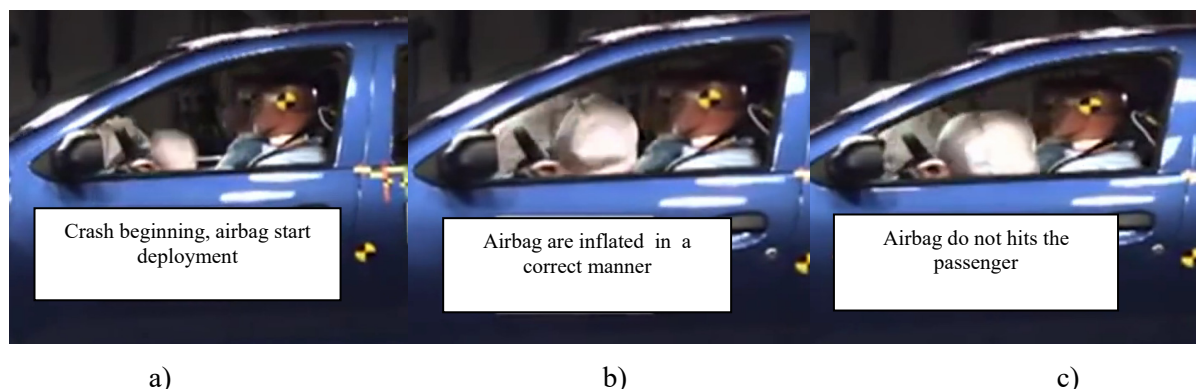 Crash beginning, airbag start
deployment
Airbag are inflated in a
correct manner
Airbag do not hits the
passenger
a)
b)
c)